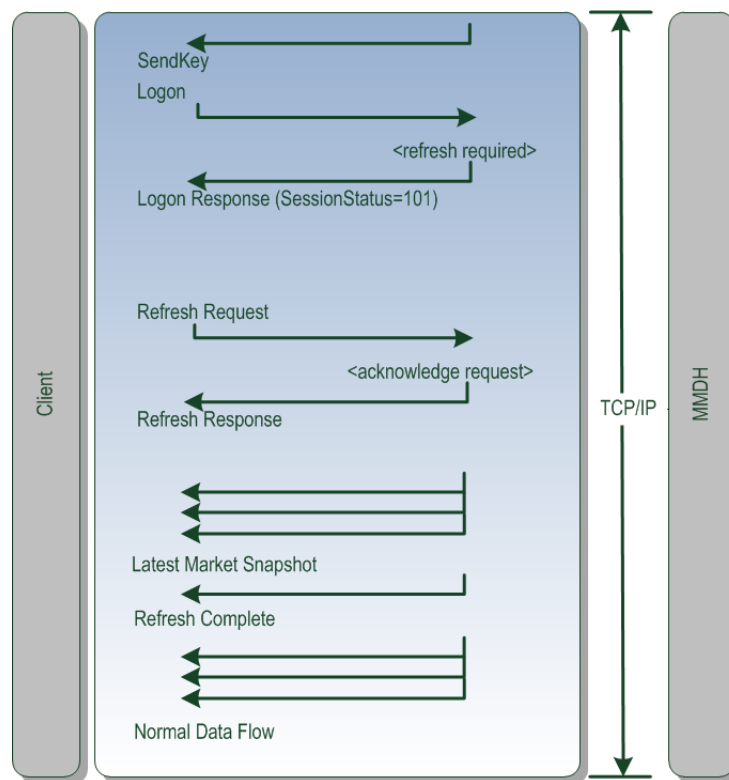 SendKey
Logon
<refresh required>
Logon Response (SessionStatus=101)
Refresh Request
<acknowledge request>
Refresh Response
Latest Market Snapshot
Refresh Complete
Normal Data Flow
Client
TCP/IP
MMDH